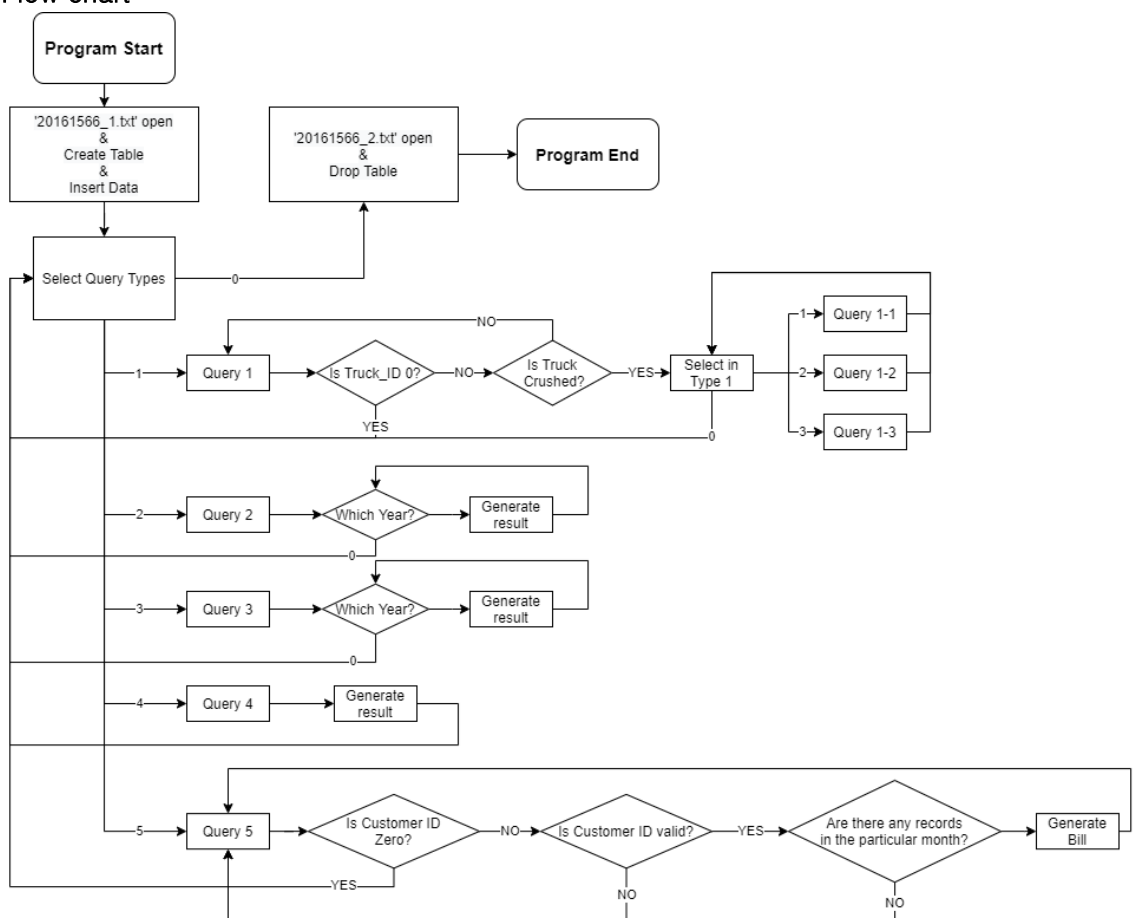 Flow chart
Program Start
'20161566_1.txt' open
&
Create Table
&
Insert Data
'20161566_2.txt' open
&
Drop Table
Program End
Select Query Types
0
NO
1
Query 1
Is Truck_ID 0?
NO
Is Truck
Crushed?
YES
Select in
Type 1
1
Query 1-1
2
Query 1-2
3
Query 1-3
YES
0
2
Query 2
Which Year?
Generate
result
0
3
Query 3
Which Year?
Generate
result
0
4
Query 4
Generate
result
5
Query 5
Is Customer ID
Zero?
NO
Is Customer ID valid?
YES
Are there any records
in the particular month?
Generate
Bill
YES
NO
NO